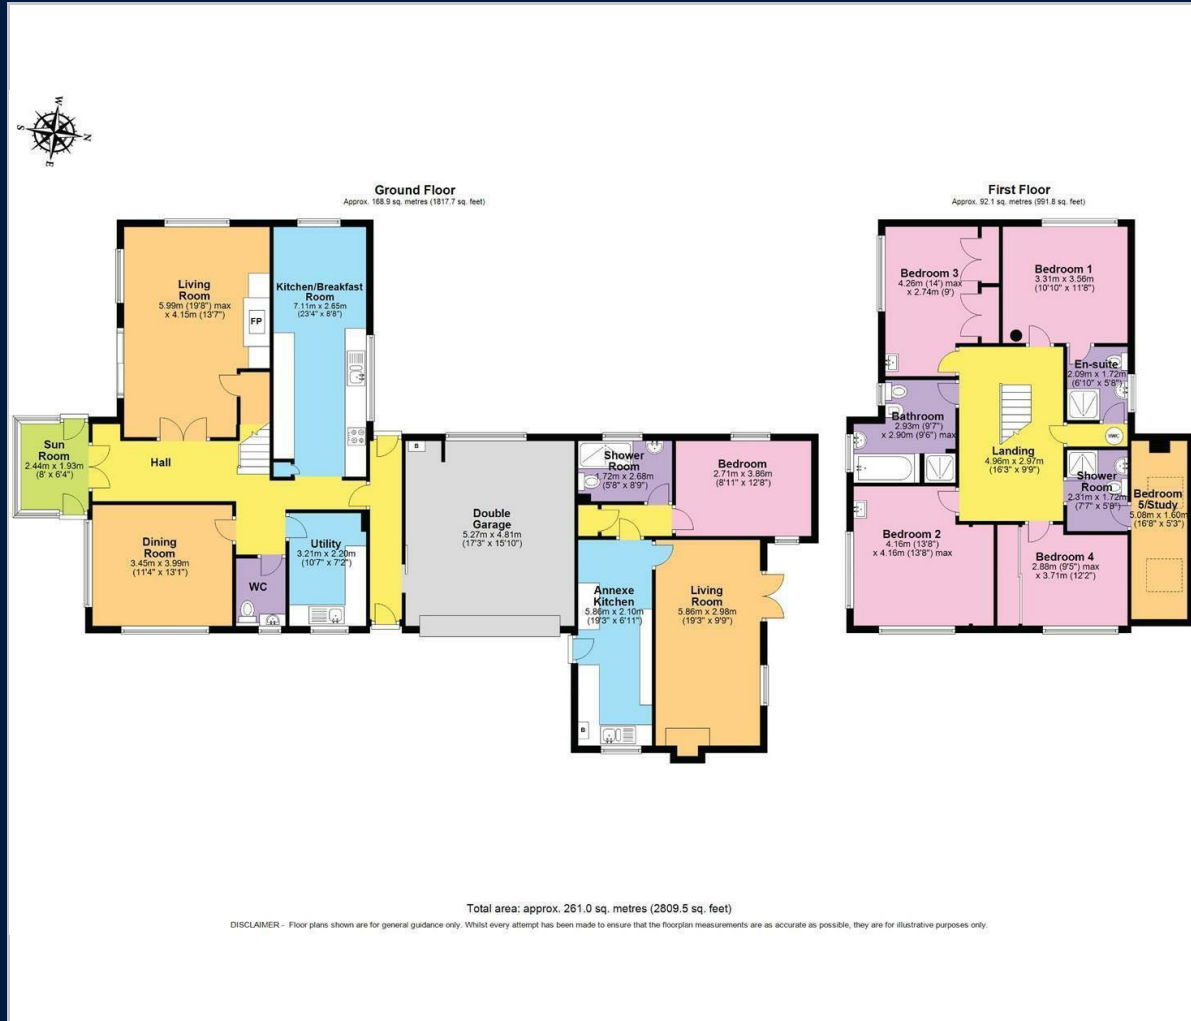 W
S
N
E
Ground Floor
Approx. 168.9 sq. metres (1817.7 sq. feet)
Living
Room
5.99m (19'8") max
x 4.15m (13'7")
FP
Kitchen/Breakfast
Room
7.11m x 2.65m
(23'4" x 8'8")
Sun
Room
2.44m x 1.93m
(8' x 6'4")
Hall
Dining
Room
3.45m x 3.99m
(11'4" x 13'1")
WC
Utility
3.21m x 2.20m
(10'7" x 7'2")
B
Double
Garage
5.27m x 4.81m
(17'3" x 15'10")
Shower
Room
1.72m x 2.68m
(5'8" x 8'9")
Bedroom
2.71m x 3.86m
(8'11" x 12'8")
Annexe
Kitchen
5.86m x 2.10m
(19'3" x 6'11")
B
Living
Room
5.86m x 2.98m
(19'3" x 9'9")
First Floor
Approx. 92.1 sq. metres (991.8 sq. feet)
Bedroom 3
4.26m (14') max
x 2.74m (9')
Bedroom 1
3.31m x 3.56m
(10'10" x 11'8")
En-suite
2.09m x 1.72m
(6'10" x 5'8")
Bathroom
2.93m (9'7")
x 2.90m (9'6") max
Landing
4.96m x 2.97m
(16'3" x 9'9")
HWC
Shower
Room
2.31m x 1.72m
(7'7" x 5'8")
Bedroom
5/Study
5.08m x 1.60m
(16'8" x 5'3")
Bedroom 2
4.16m (13'8")
x 4.16m (13'8") max
Bedroom 4
2.88m (9'5") max
x 3.71m (12'2")
Total area: approx. 261.0 sq. metres (2809.5 sq. feet)
DISCLAIMER - Floor plans shown are for general guidance only. Whilst every attempt has been made to ensure that the floorplan measurements are as accurate as possible, they are for illustrative purposes only.